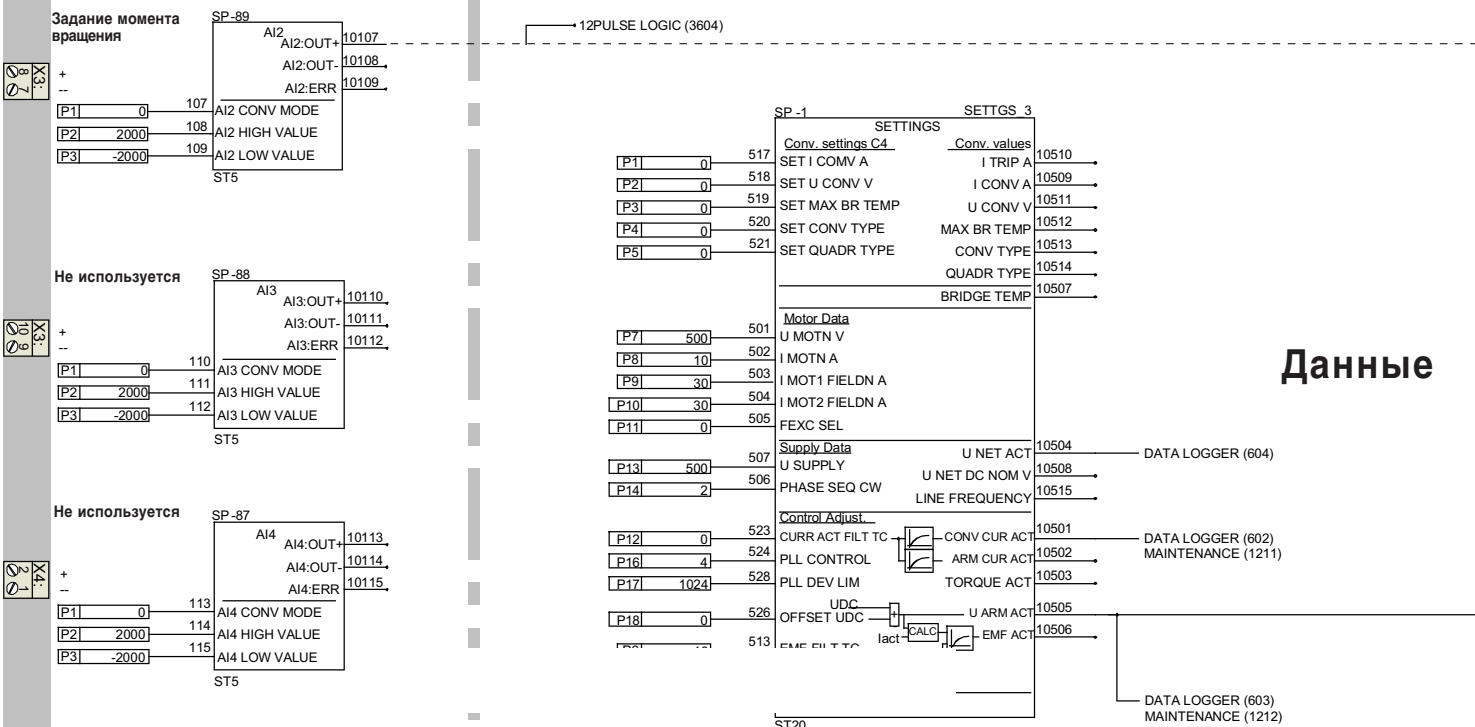 Задание момента
вращения
SP-89
AI2
AI2:OUT+ 10107
AI2:OUT- 10108
AI2:ERR 10109
X3:
8 7
+
--
P1 0 107 AI2 CONV MODE
P2 2000 108 AI2 HIGH VALUE
P3 -2000 109 AI2 LOW VALUE
ST5
Не используется
SP-88
AI3
AI3:OUT+ 10110
AI3:OUT- 10111
AI3:ERR 10112
X3:
10 9
+
--
P1 0 110 AI3 CONV MODE
P2 2000 111 AI3 HIGH VALUE
P3 -2000 112 AI3 LOW VALUE
ST5
Не используется
SP-87
AI4
AI4:OUT+ 10113
AI4:OUT- 10114
AI4:ERR 10115
X4:
2 1
+
--
P1 0 113 AI4 CONV MODE
P2 2000 114 AI4 HIGH VALUE
P3 -2000 115 AI4 LOW VALUE
ST5
12PULSE LOGIC (3604)
SP -1 SETTGS_3
SETTINGS
Conv. settings C4 Conv. values
P1 0 517 SET I COMV A I TRIP A 10510
P2 0 518 SET U CONV V I CONV A 10509
P3 0 519 SET MAX BR TEMP U CONV V 10511
P4 0 520 SET CONV TYPE MAX BR TEMP 10512
P5 0 521 SET QUADR TYPE CONV TYPE 10513
QUADR TYPE 10514
BRIDGE TEMP 10507
Motor Data
P7 500 501 U MOTN V
P8 10 502 I MOTN A
P9 30 503 I MOT1 FIELDN A
P10 30 504 I MOT2 FIELDN A
P11 0 505 FEXC SEL
Supply Data
U NET ACT 10504 DATA LOGGER (604)
P13 500 507 U SUPPLY
U NET DC NOM V 10508
P14 2 506 PHASE SEQ CW
LINE FREQUENCY 10515
Control Adjust.
P12 0 523 CURR ACT FILT TC CONV CUR ACT 10501 DATA LOGGER (602)
MAINTENANCE (1211)
P16 4 524 PLL CONTROL ARM CUR ACT 10502
P17 1024 528 PLL DEV LIM TORQUE ACT 10503
UDC
P18 0 526 OFFSET UDC + U ARM ACT 10505
Iact CALC EMF ACT 10506
513 EMF FILT TC
DATA LOGGER (603)
MAINTENANCE (1212)
ST20
Данные